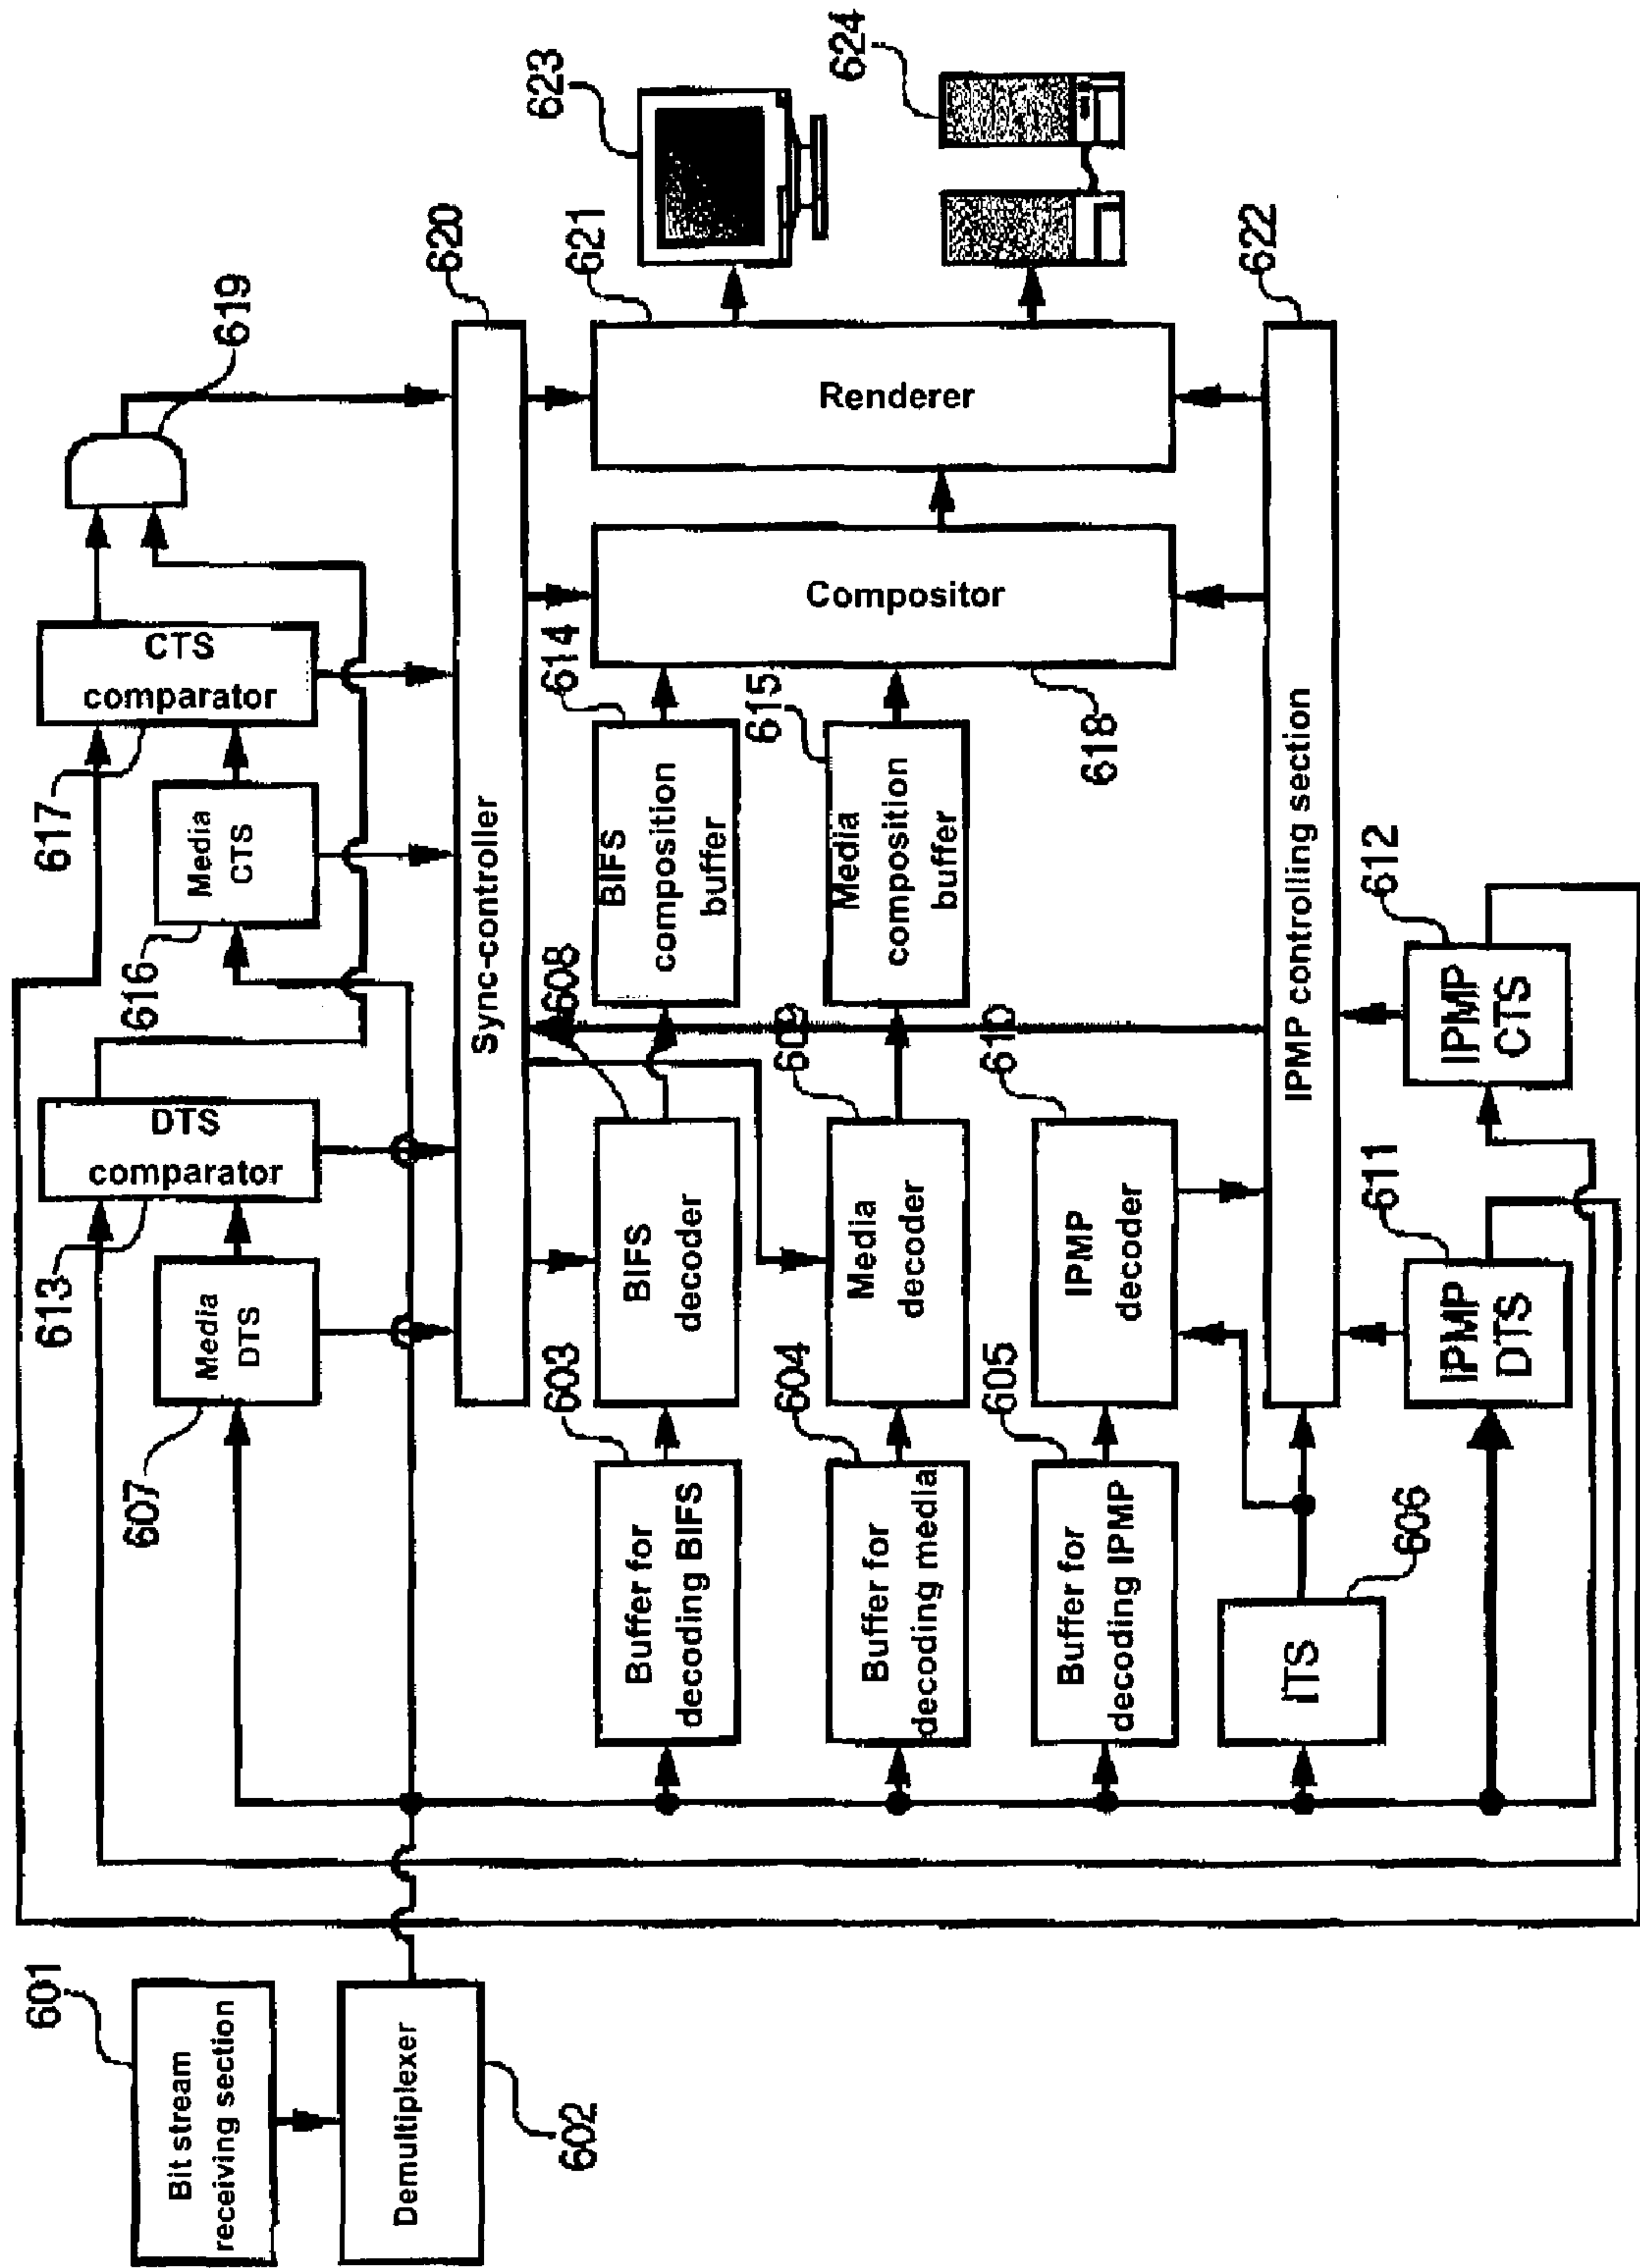 601
Bit stream
receiving section
Demultiplexer
602
613
DTS
comparator
617
CTS
comparator
619
607
Media
DTS
616
Media
CTS
Sync-controller
620
603
Buffer for
decoding BIFS
BIFS
decoder
608
BIFS
composition
buffer
614
604
Buffer for
decoding media
Media
decoder
609
Media
composition
buffer
615
605
Buffer for
decoding IPMP
IPMP
decoder
610
Compositor
618
Renderer
621
623
624
ITS
606
IPMP controlling section
622
IPMP
DTS
611
IPMP
CTS
612